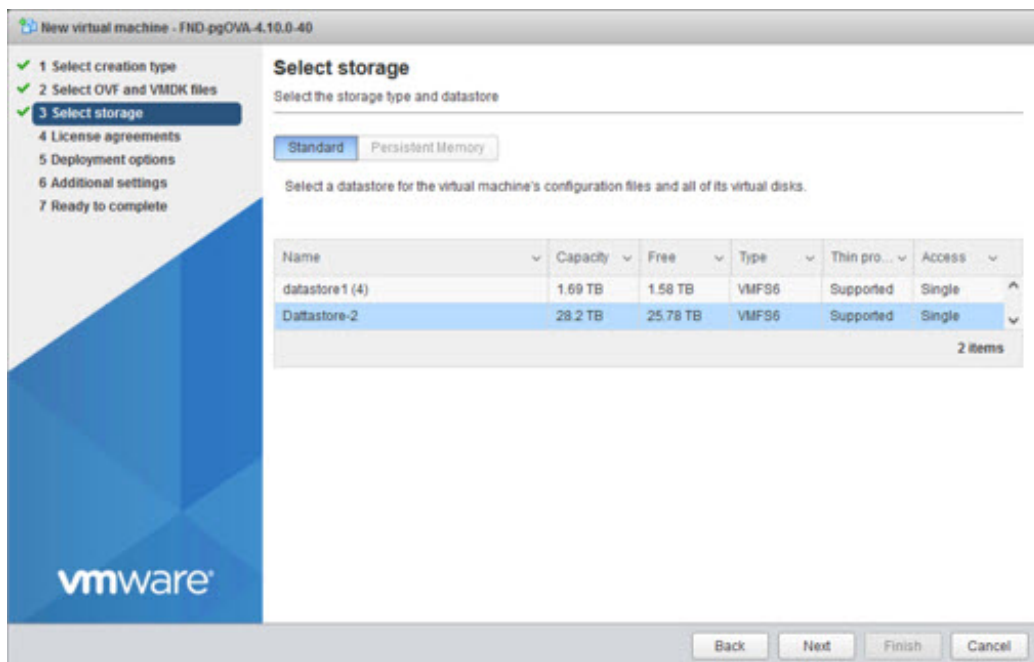 New virtual machine - FND-pgOVA-4.10.0-40
1 Select creation type
2 Select OVF and VMDK files
3 Select storage
4 License agreements
5 Deployment options
6 Additional settings
7 Ready to complete
Select storage
Select the storage type and datastore
Standard Persistent Memory
Select a datastore for the virtual machine's configuration files and all of its virtual disks.
Name Capacity Free Type Thin pro... Access
datastore1 (4) 1.69 TB 1.58 TB VMFS6 Supported Single
Dattastore-2 28.2 TB 25.78 TB VMFS6 Supported Single
2 items
vmware®
Back Next Finish Cancel